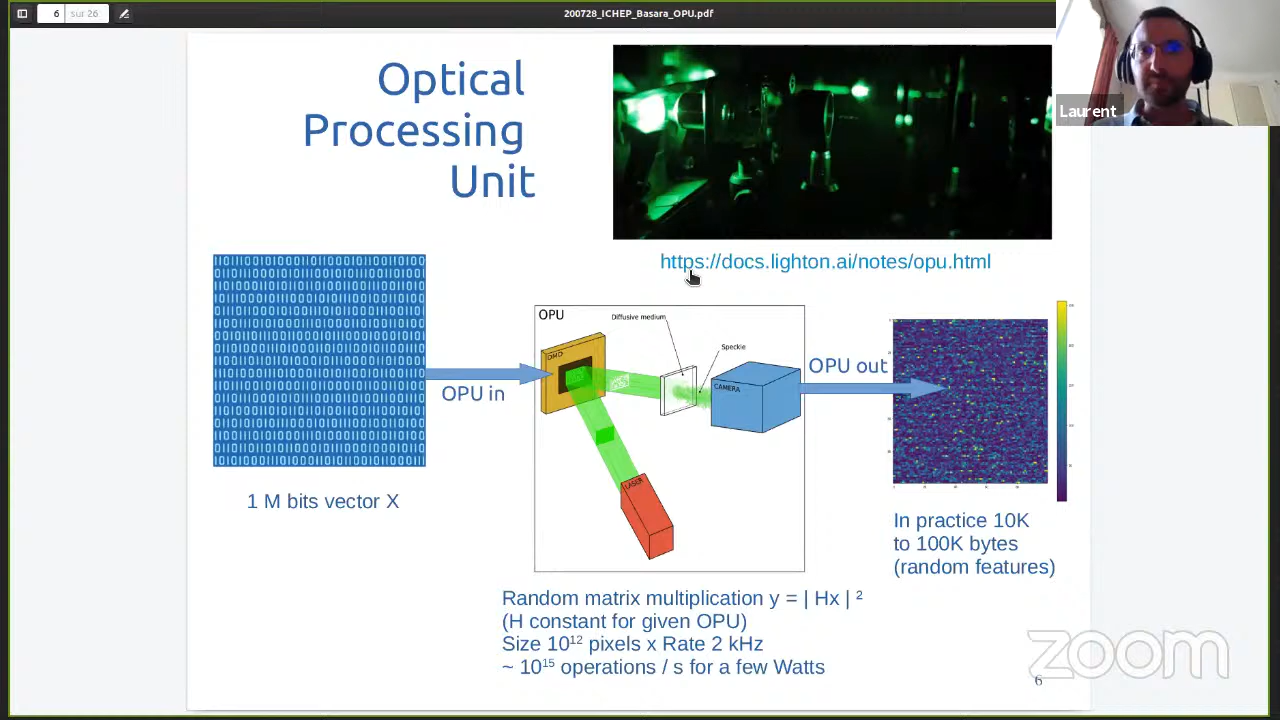 6 sur 26
200728_ICHEP_Basara_OPU.pdf
Laurent
Optical
Processing
Unit
https://docs.lighton.ai/notes/opu.html
OPU
Diffusive medium
Speckle
DMD
CAMERA
LASER
OPU in
OPU out
1 M bits vector X
In practice 10K
to 100K bytes
(random features)
Random matrix multiplication y = | Hx | ²
(H constant for given OPU)
Size 10¹² pixels x Rate 2 kHz
~ 10¹⁵ operations / s for a few Watts
zoom
6